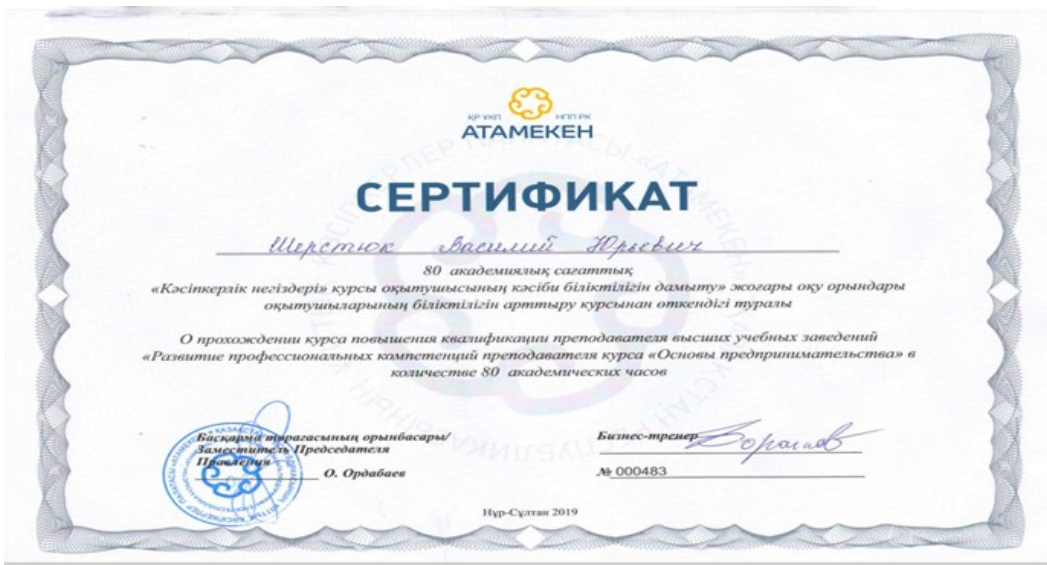 ҚР ҰКП НПП РК
АТАМЕКЕН
СЕРТИФИКАТ
Шерстюк Василий Юрьевич
80 академиялық сағаттық
«Кәсіпкерлік негіздері» курсы оқытушысының кәсіби біліктілігін дамыту» жоғары оқу орындары
оқытушыларының біліктілігін арттыру курсынан өткендігі туралы
О прохождении курса повышения квалификации преподавателя высших учебных заведений
«Развитие профессиональных компетенций преподавателя курса «Основы предпринимательства» в
количестве 80 академических часов
Басқарма төрағасының орынбасары/
Заместитель Председателя
Правления
О. Ордабаев
Бизнес-тренер
№ 000483
Нұр-Сұлтан 2019